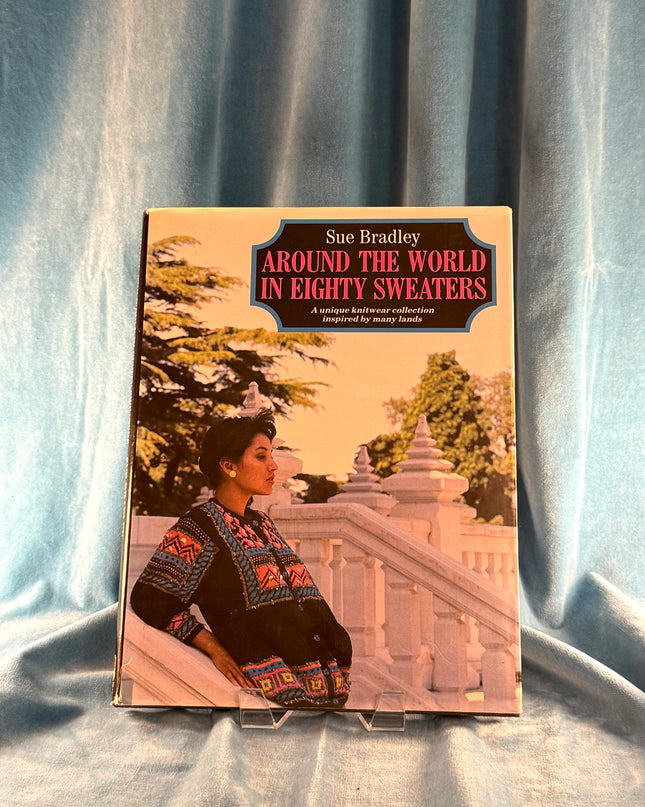 Sue Bradley
AROUND THE WORLD
IN EIGHTY SWEATERS
A unique knitwear collection
inspired by many lands